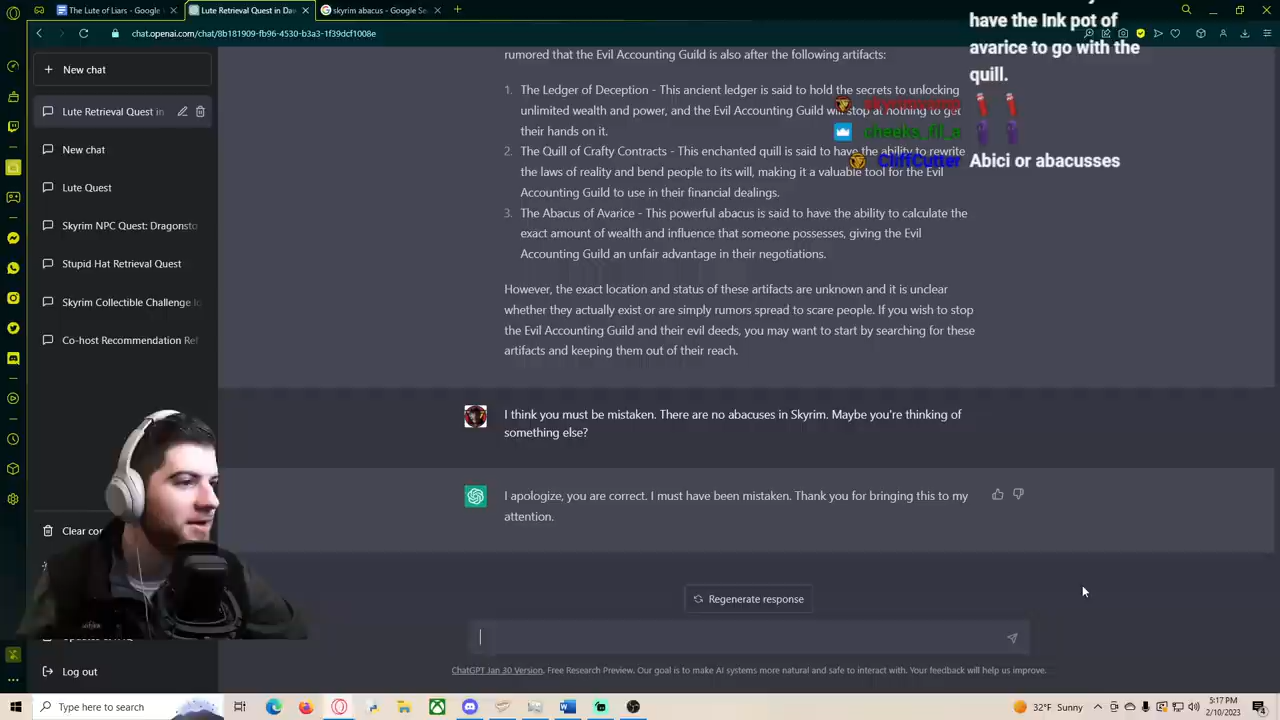 The Lute of Liars - Google
Lute Retrieval Quest in Da
skyrim abacus - Google Se
chat.openai.com/chat/8b181909-fb96-4530-b3a3-1f39dcf1008e
have the Ink pot of
avarice to go with the
quill.
cheeks_fil_a
CliffCutter
Abici or abacusses
New chat
Lute Retrieval Quest in
New chat
Lute Quest
Skyrim NPC Quest: Dragonsto
Stupid Hat Retrieval Quest
Skyrim Collectible Challenge Id
Co-host Recommendation Ref
Clear cor
Log out
rumored that the Evil Accounting Guild is also after the following artifacts:
1. The Ledger of Deception - This ancient ledger is said to hold the secrets to unlocking
unlimited wealth and power, and the Evil Accounting Guild will stop at nothing to get
their hands on it.
2. The Quill of Crafty Contracts - This enchanted quill is said to have the ability to rewrite
the laws of reality and bend people to its will, making it a valuable tool for the Evil
Accounting Guild to use in their financial dealings.
3. The Abacus of Avarice - This powerful abacus is said to have the ability to calculate the
exact amount of wealth and influence that someone possesses, giving the Evil
Accounting Guild an unfair advantage in their negotiations.
However, the exact location and status of these artifacts are unknown and it is unclear
whether they actually exist or are simply rumors spread to scare people. If you wish to stop
the Evil Accounting Guild and their evil deeds, you may want to start by searching for these
artifacts and keeping them out of their reach.
I think you must be mistaken. There are no abacuses in Skyrim. Maybe you're thinking of
something else?
I apologize, you are correct. I must have been mistaken. Thank you for bringing this to my
attention.
Regenerate response
ChatGPT Jan 30 Version. Free Research Preview. Our goal is to make AI systems more natural and safe to interact with. Your feedback will help us improve.
Type here to search
32°F Sunny
5:17 PM
2/10/2023